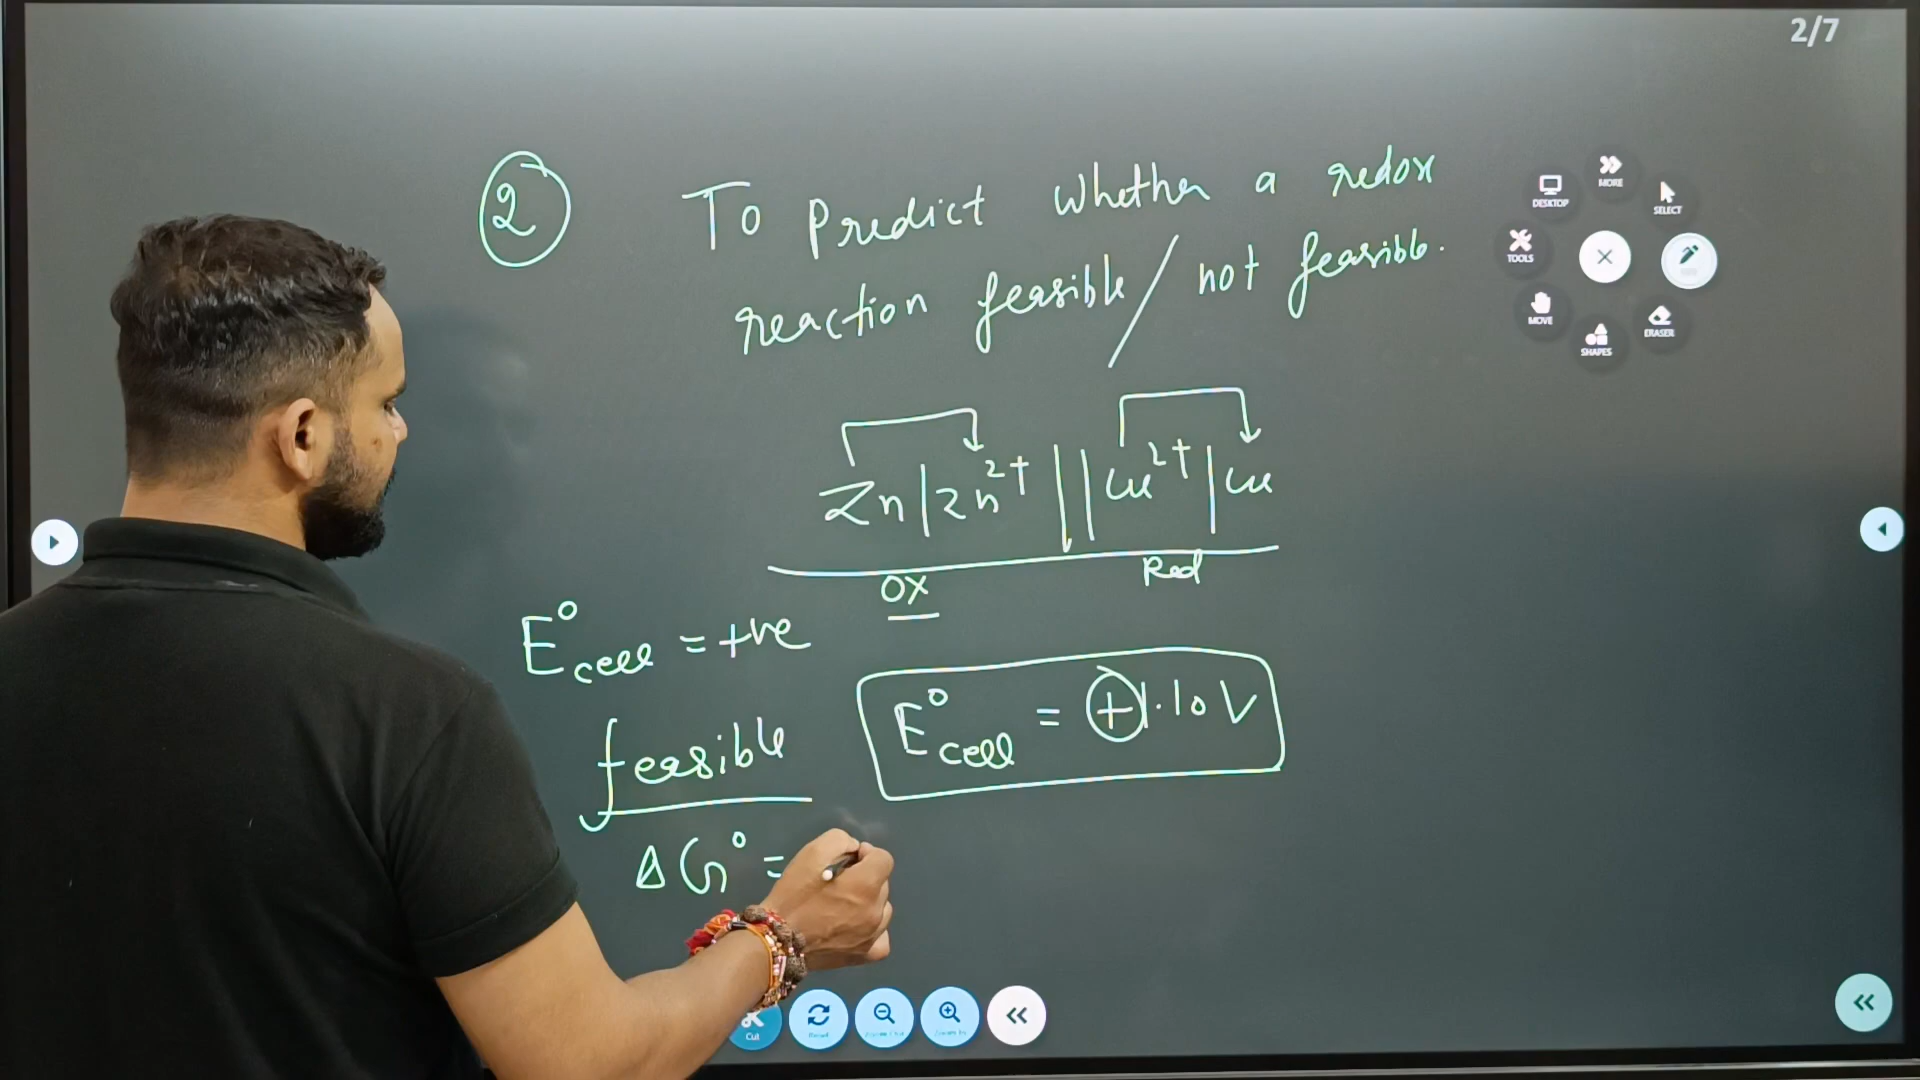 2/7
② To Predict whether a redox
reaction feasible / not feasible.
MORE
DESKTOP
SELECT
TOOLS
MOVE
ERASER
SHAPES
Zn|Zn²⁺||Cu²⁺|Cu
OX Red
E°cell = +ve
E°cell = +1.10 V
feasible
ΔG° =
Cut